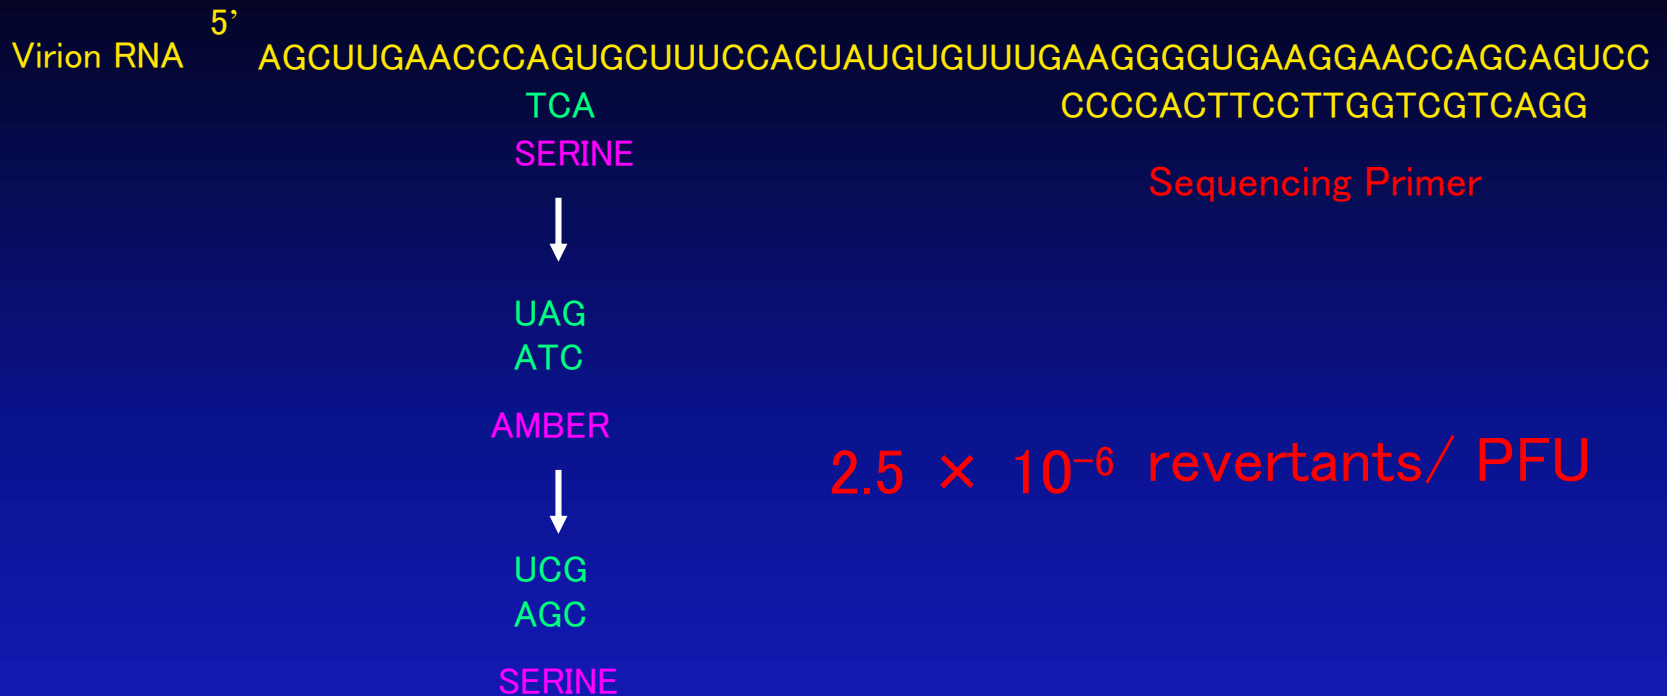 5’
Virion RNA AGCUUGAACCCAGUGCUUUCCACUAUGUGUUUGAAGGGGUGAAGGAACCAGCAGUCC
TCA CCCCACTTCCTTGGTCGTCAGG
SERINE
Sequencing Primer
UAG
ATC
AMBER
2.5 × 10⁻⁶ revertants/ PFU
UCG
AGC
SERINE